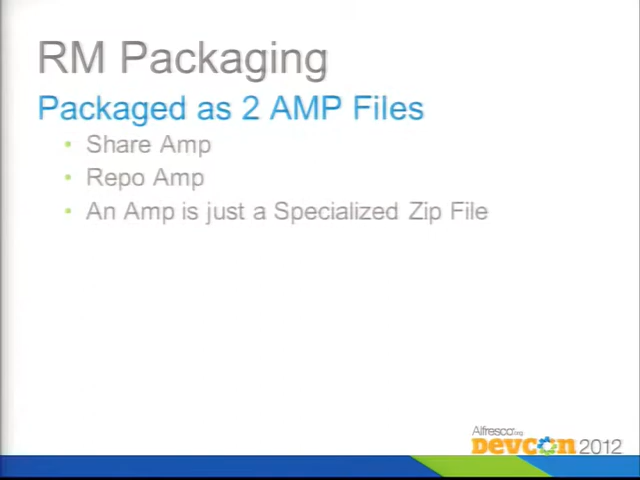 RM Packaging
Packaged as 2 AMP Files
• Share Amp
• Repo Amp
• An Amp is just a Specialized Zip File
Alfresco.org
DEVCON 2012